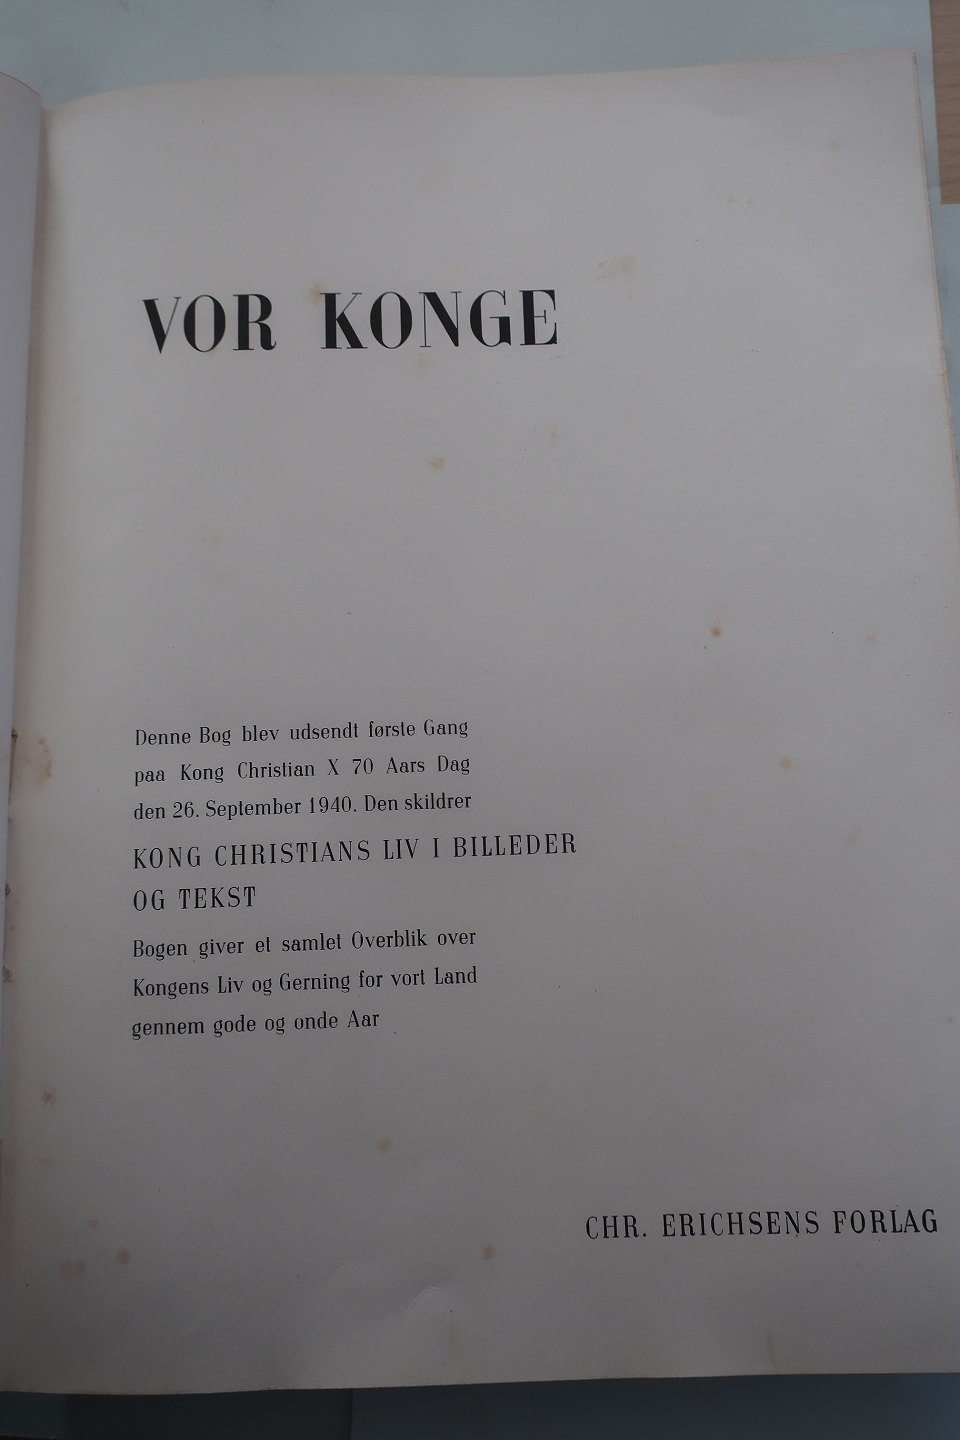 VOR KONGE
Denne Bog blev udsendt første Gang
paa Kong Christian X 70 Aars Dag
den 26. September 1940. Den skildrer
KONG CHRISTIANS LIV I BILLEDER
OG TEKST
Bogen giver et samlet Overblik over
Kongens Liv og Gerning for vort Land
gennem gode og onde Aar
CHR. ERICHSENS FORLAG